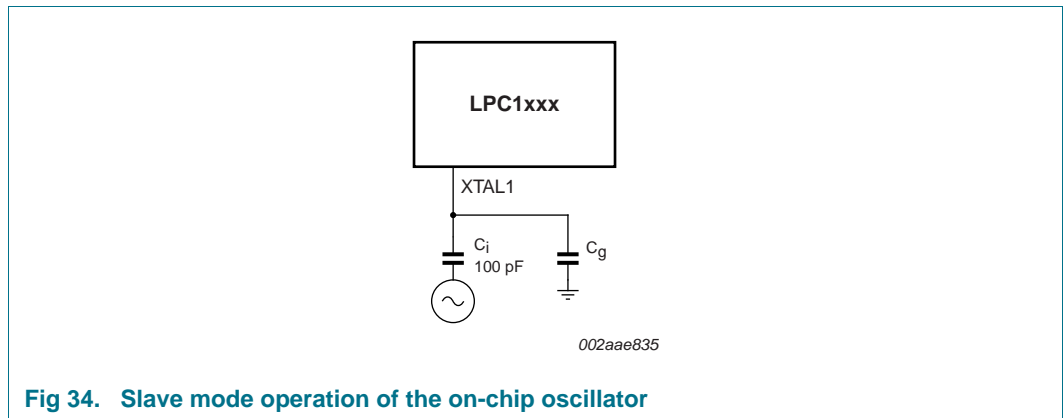 LPC1xxx
XTAL1
Ci
100 pF
Cg
002aae835
Fig 34. Slave mode operation of the on-chip oscillator